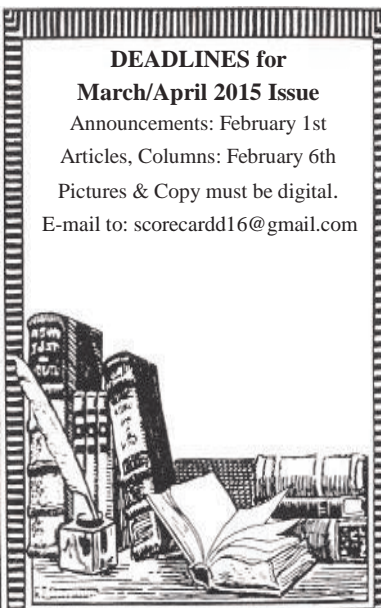 DEADLINES for
March/April 2015 Issue
Announcements: February 1st
Articles, Columns: February 6th
Pictures & Copy must be digital.
E-mail to: scorecardd16@gmail.com